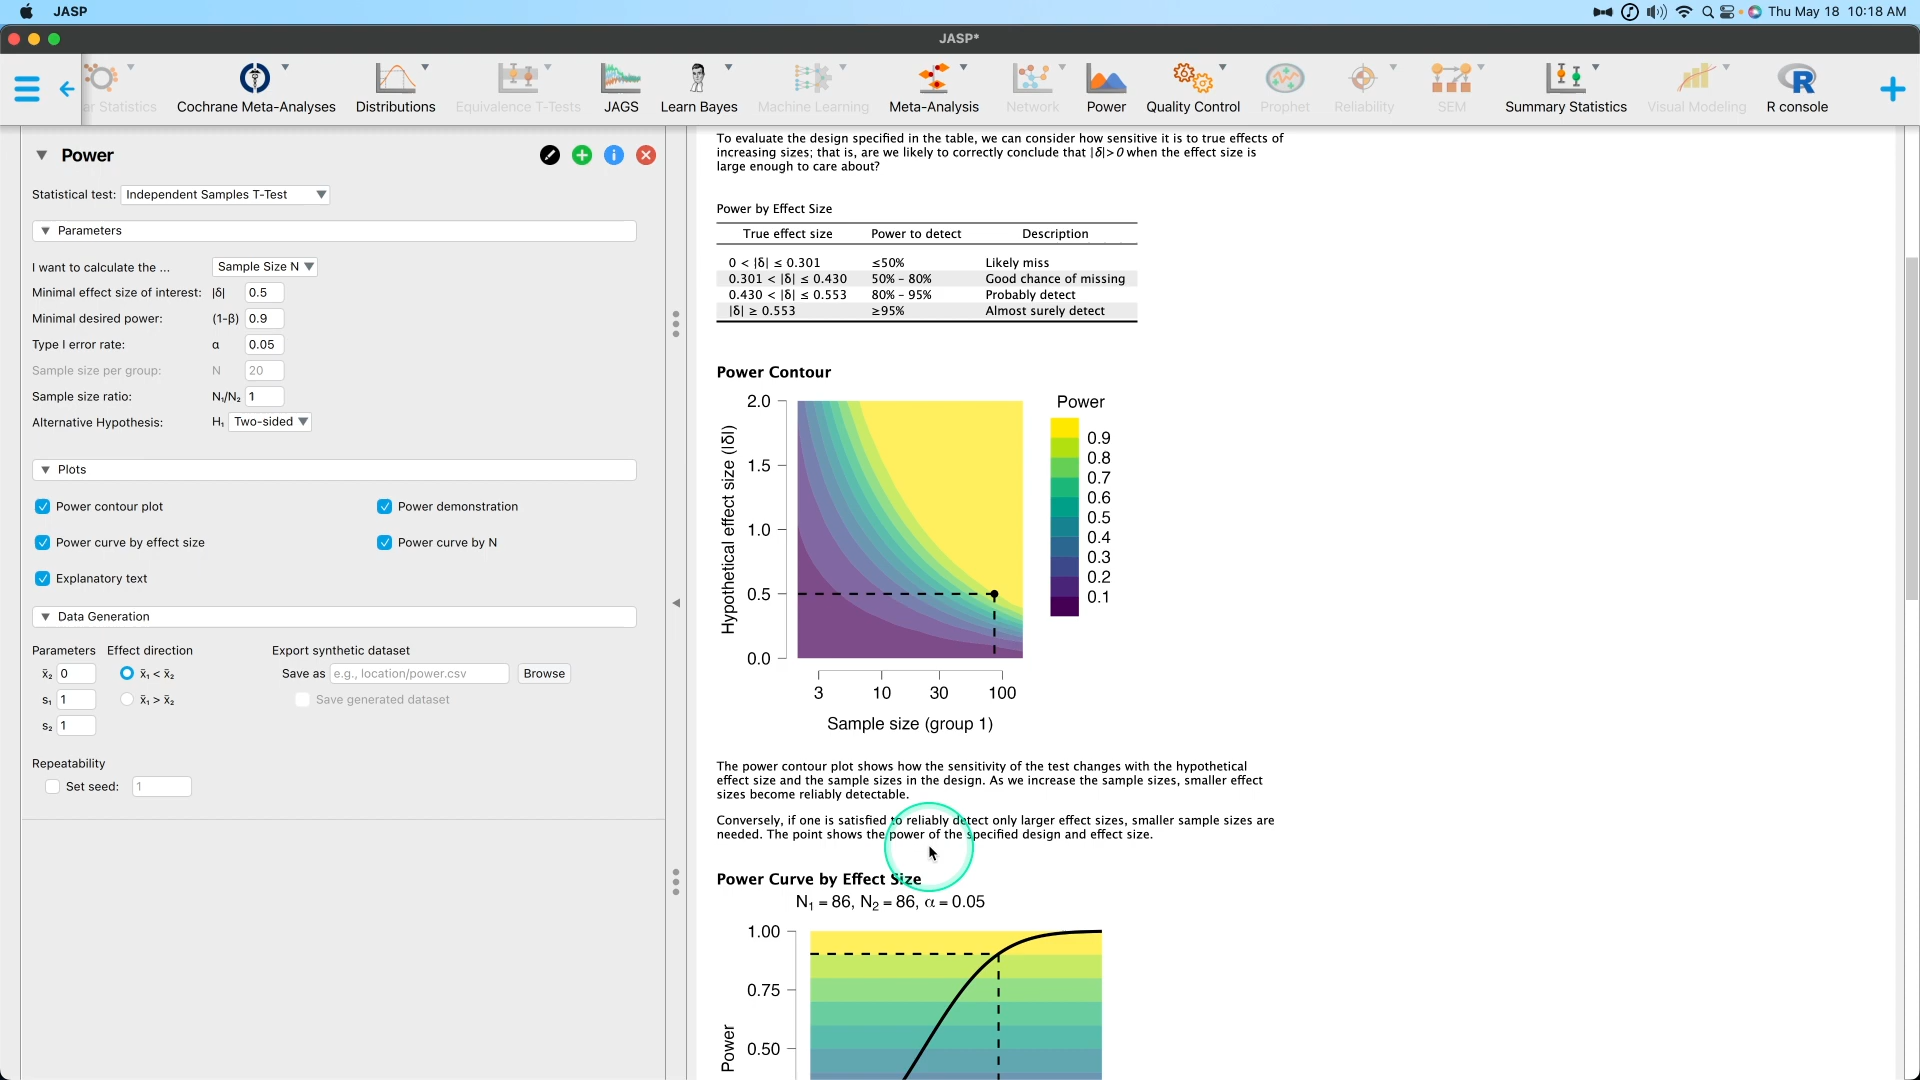 JASP
Thu May 18 10:18 AM
JASP*
ar Statistics
Cochrane Meta-Analyses
Distributions
Equivalence T-Tests
JAGS
Learn Bayes
Machine Learning
Meta-Analysis
Network
Power
Quality Control
Prophet
Reliability
SEM
Summary Statistics
Visual Modeling
R console
Power
Statistical test: Independent Samples T-Test
Parameters
I want to calculate the ... Sample Size N
Minimal effect size of interest: |δ| 0.5
Minimal desired power: (1-β) 0.9
Type I error rate: α 0.05
Sample size per group: N 20
Sample size ratio: N₁/N₂ 1
Alternative Hypothesis: H₁ Two-sided
Plots
Power contour plot Power demonstration
Power curve by effect size Power curve by N
Explanatory text
Data Generation
Parameters Effect direction Export synthetic dataset
x̄₂ 0 x̄₁ < x̄₂ Save as e.g., location/power.csv Browse
s₁ 1 x̄₁ > x̄₂ Save generated dataset
s₂ 1
Repeatability
Set seed: 1
To evaluate the design specified in the table, we can consider how sensitive it is to true effects of
increasing sizes; that is, are we likely to correctly conclude that |δ|>0 when the effect size is
large enough to care about?
Power by Effect Size
True effect size Power to detect Description
0 < |δ| ≤ 0.301 ≤50% Likely miss
0.301 < |δ| ≤ 0.430 50% – 80% Good chance of missing
0.430 < |δ| ≤ 0.553 80% – 95% Probably detect
|δ| ≥ 0.553 ≥95% Almost surely detect
Power Contour
2.0
1.5
1.0
0.5
0.0
Hypothetical effect size (|δ|)
3 10 30 100
Sample size (group 1)
Power
0.9
0.8
0.7
0.6
0.5
0.4
0.3
0.2
0.1
The power contour plot shows how the sensitivity of the test changes with the hypothetical
effect size and the sample sizes in the design. As we increase the sample sizes, smaller effect
sizes become reliably detectable.
Conversely, if one is satisfied to reliably detect only larger effect sizes, smaller sample sizes are
needed. The point shows the power of the specified design and effect size.
Power Curve by Effect Size
N₁ = 86, N₂ = 86, α = 0.05
1.00
0.75
0.50
Power